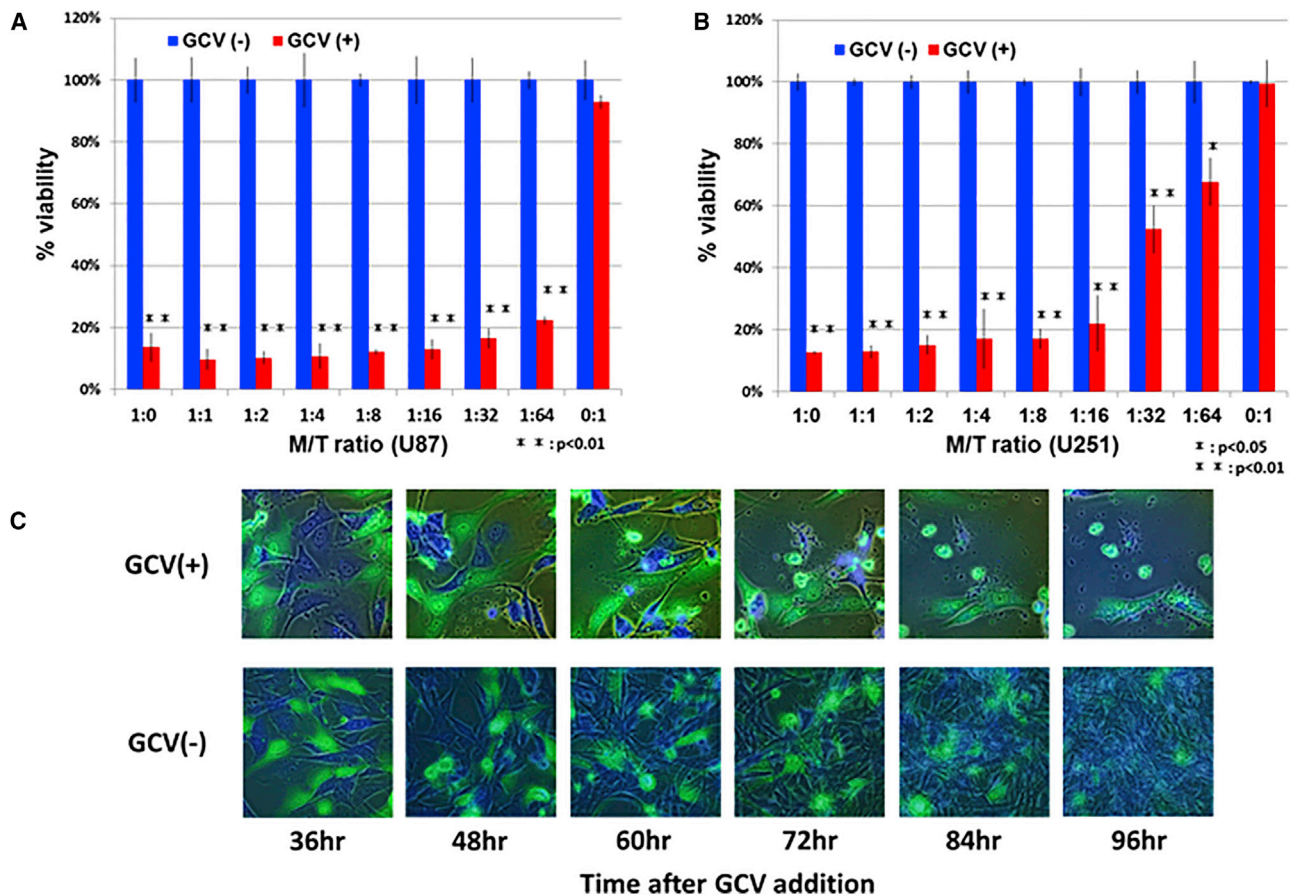 A
120%
100%
80%
60%
40%
20%
0%
% viability
GCV (-) GCV (+)
** ** ** ** ** ** ** **
1:0 1:1 1:2 1:4 1:8 1:16 1:32 1:64 0:1
M/T ratio (U87)
* * : p<0.01
B
120%
100%
80%
60%
40%
20%
0%
% viability
GCV (-) GCV (+)
** ** ** ** ** ** ** *
1:0 1:1 1:2 1:4 1:8 1:16 1:32 1:64 0:1
M/T ratio (U251)
* : p<0.05
* * : p<0.01
C
GCV(+)
GCV(-)
36hr 48hr 60hr 72hr 84hr 96hr
Time after GCV addition